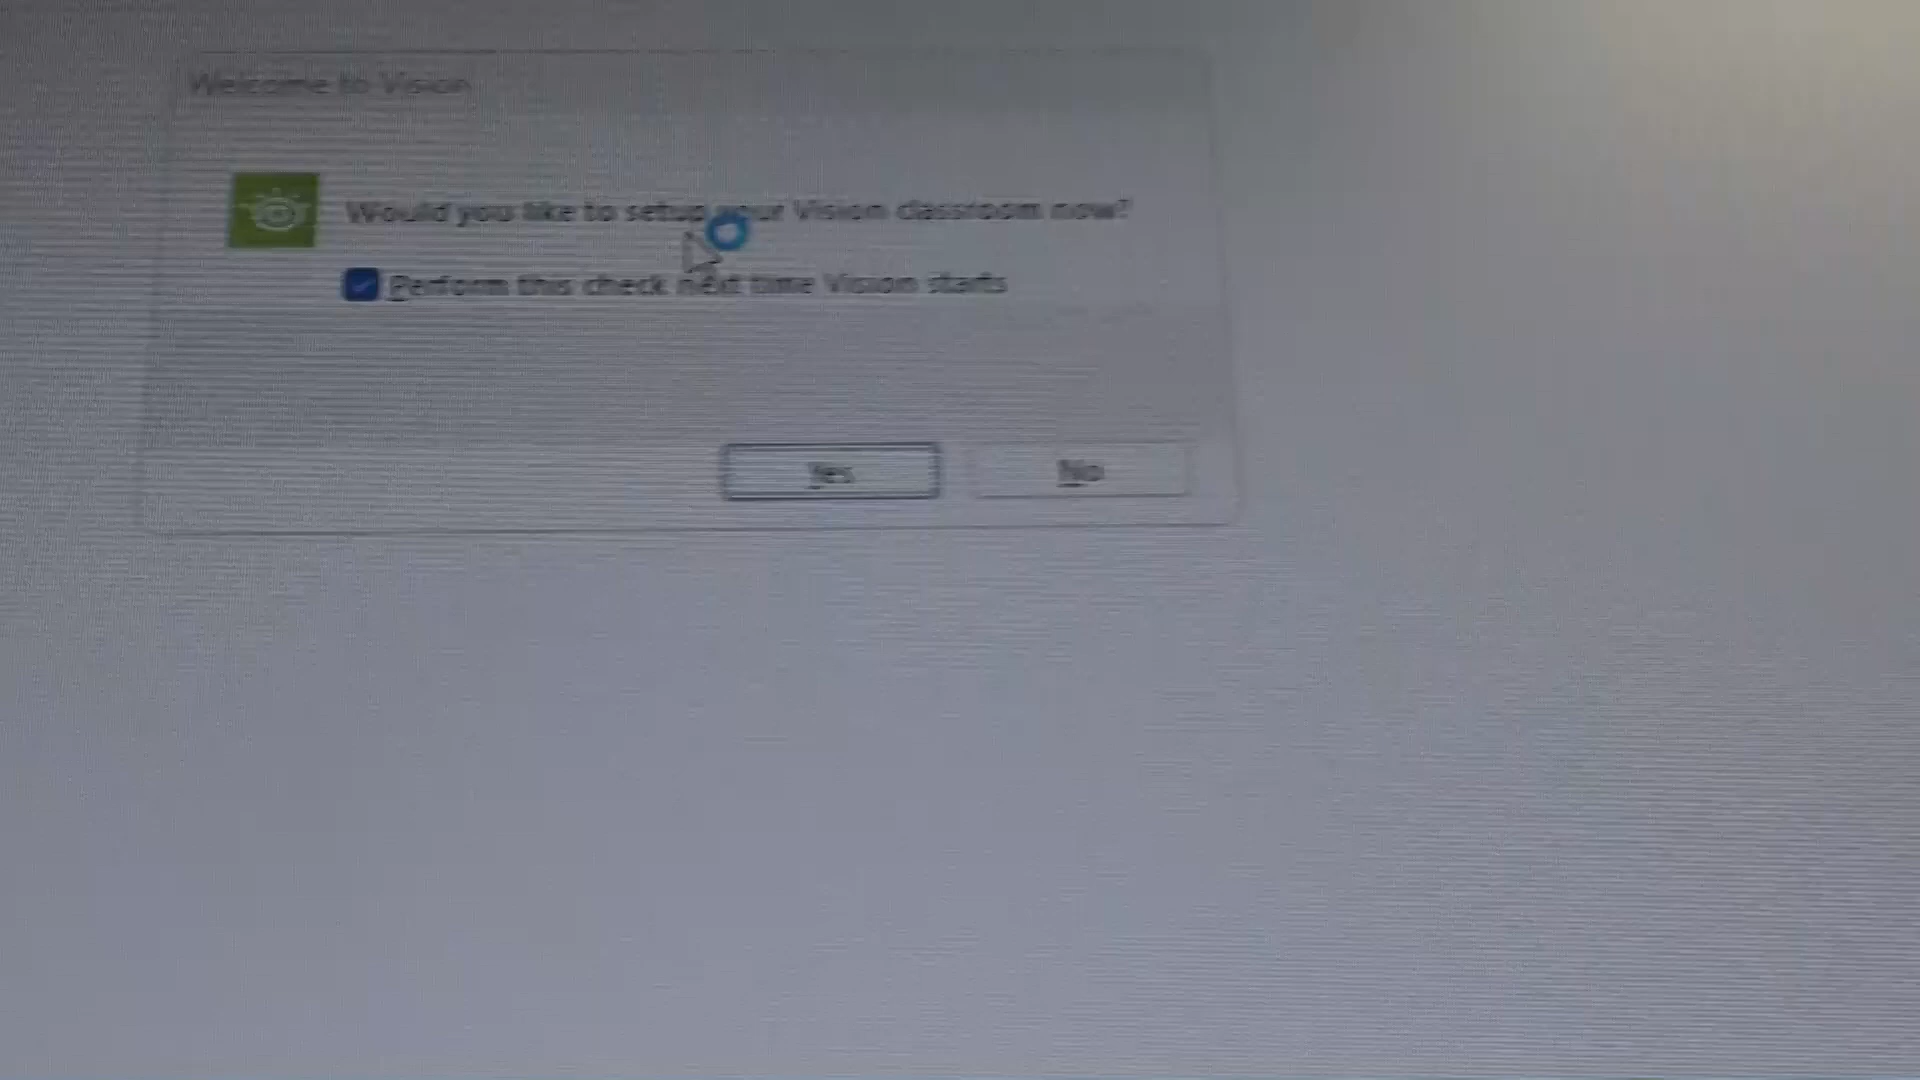 Welcome to Vision
Would you like to setup your Vision classroom now?
Perform this check next time Vision starts
Yes
No